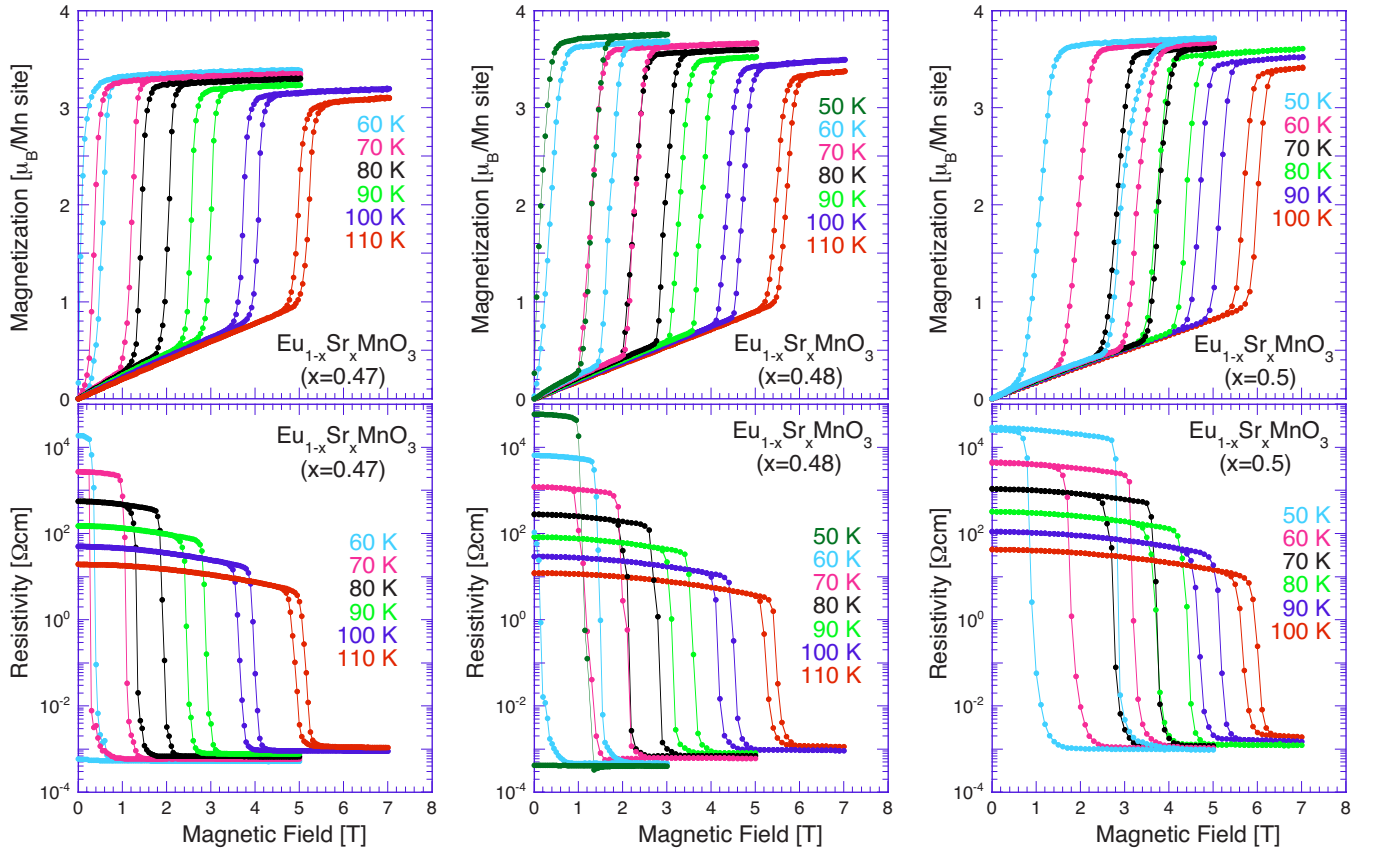 Magnetization [μB/Mn site]
4
3
2
1
0
60 K
70 K
80 K
90 K
100 K
110 K
Eu1-xSrxMnO3
(x=0.47)
Magnetization [μB/Mn site]
4
3
2
1
0
50 K
60 K
70 K
80 K
90 K
100 K
110 K
Eu1-xSrxMnO3
(x=0.48)
Magnetization [μB/Mn site]
4
3
2
1
0
50 K
60 K
70 K
80 K
90 K
100 K
Eu1-xSrxMnO3
(x=0.5)
Resistivity [Ωcm]
10^4
10^2
10^0
10^-2
10^-4
Eu1-xSrxMnO3
(x=0.47)
60 K
70 K
80 K
90 K
100 K
110 K
0 1 2 3 4 5 6 7 8
Magnetic Field [T]
Resistivity [Ωcm]
10^4
10^2
10^0
10^-2
10^-4
Eu1-xSrxMnO3
(x=0.48)
50 K
60 K
70 K
80 K
90 K
100 K
110 K
0 1 2 3 4 5 6 7 8
Magnetic Field [T]
Resistivity [Ωcm]
10^4
10^2
10^0
10^-2
10^-4
Eu1-xSrxMnO3
(x=0.5)
50 K
60 K
70 K
80 K
90 K
100 K
0 1 2 3 4 5 6 7 8
Magnetic Field [T]